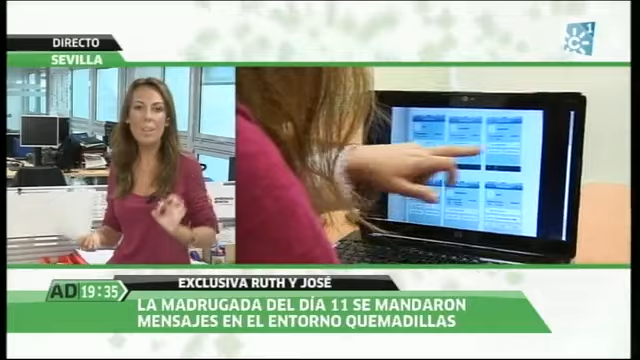 DIRECTO
SEVILLA
1
EXCLUSIVA RUTH Y JOSÉ
AD 19:35
LA MADRUGADA DEL DÍA 11 SE MANDARON
MENSAJES EN EL ENTORNO QUEMADILLAS